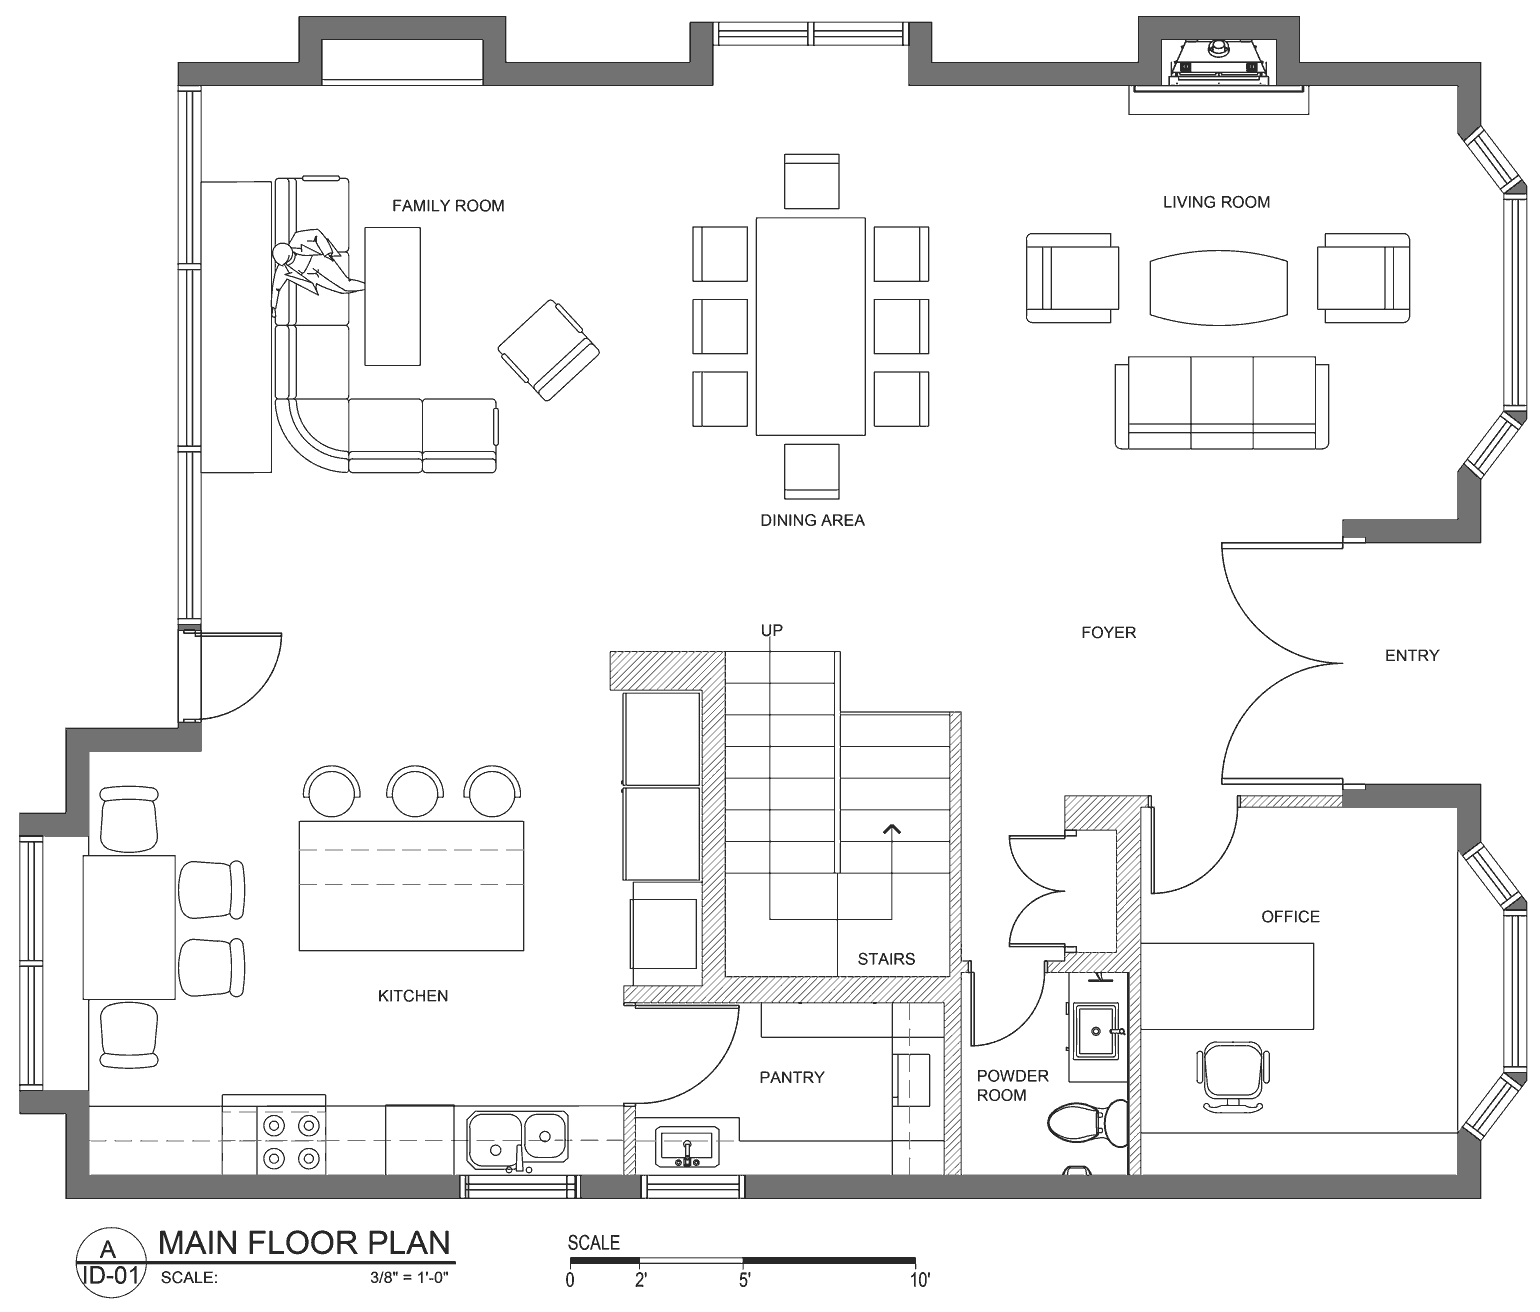 FAMILY ROOM
LIVING ROOM
DINING AREA
UP
FOYER
ENTRY
OFFICE
STAIRS
KITCHEN
PANTRY
POWDER
ROOM
A
ID-01
MAIN FLOOR PLAN
SCALE: 3/8" = 1'-0"
SCALE
0 2' 5' 10'